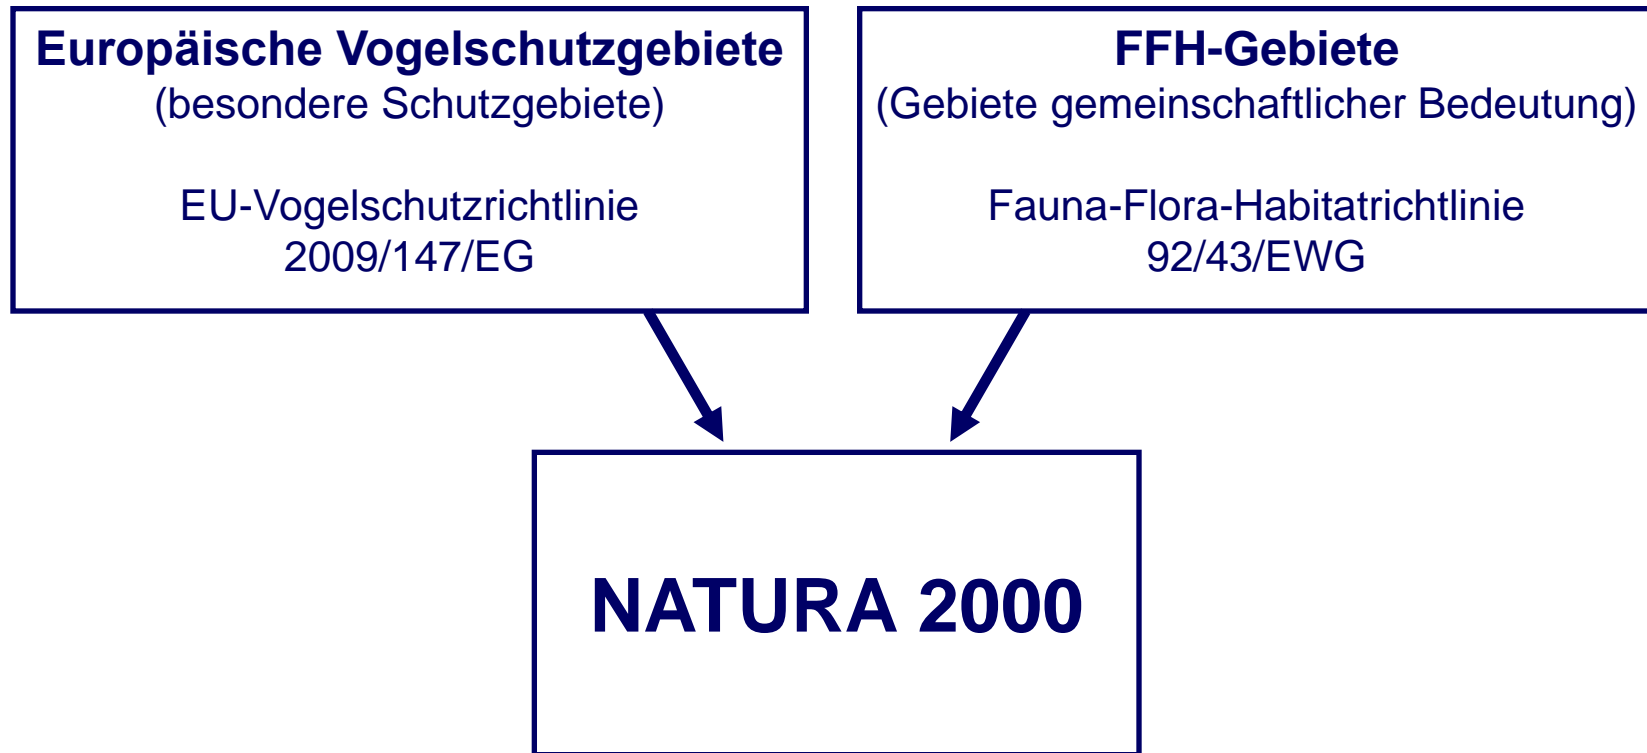 Europäische Vogelschutzgebiete
(besondere Schutzgebiete)
EU-Vogelschutzrichtlinie
2009/147/EG
FFH-Gebiete
(Gebiete gemeinschaftlicher Bedeutung)
Fauna-Flora-Habitatrichtlinie
92/43/EWG
NATURA 2000